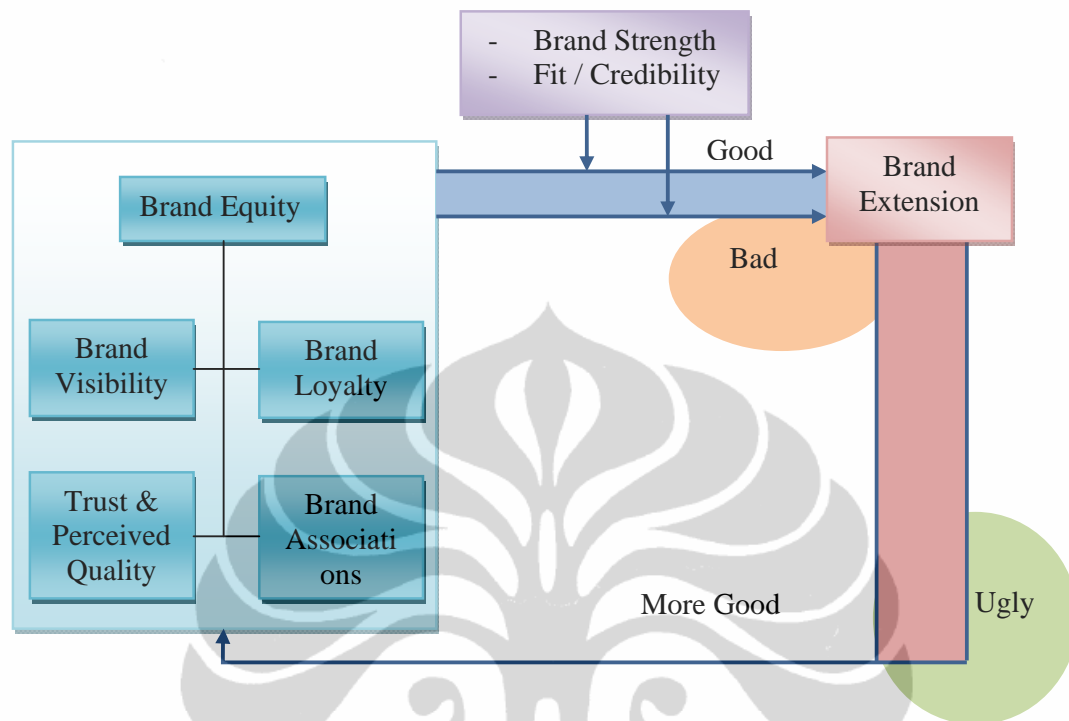 - Brand Strength
- Fit / Credibility
Good
Brand
Extension
Brand Equity
Bad
Brand
Visibility
Brand
Loyalty
Trust &
Perceived
Quality
Brand
Associati
ons
More Good
Ugly